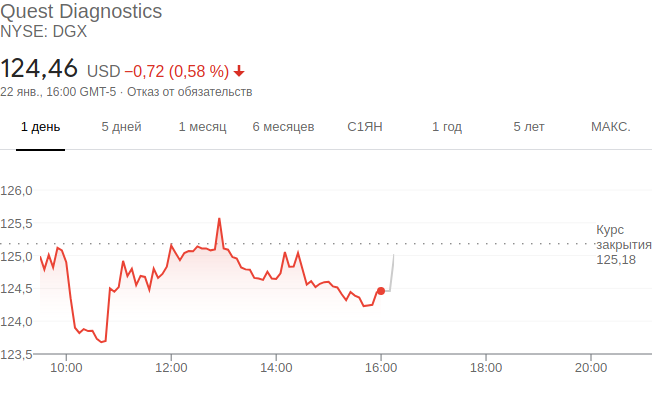 Quest Diagnostics
NYSE: DGX
124,46 USD −0,72 (0,58 %)
22 янв., 16:00 GMT-5 · Отказ от обязательств
1 день 5 дней 1 месяц 6 месяцев С1ЯН 1 год 5 лет МАКС.
126,0
125,5
Курс
закрытия
125,18
125,0
124,5
124,0
123,5
10:00 12:00 14:00 16:00 18:00 20:00